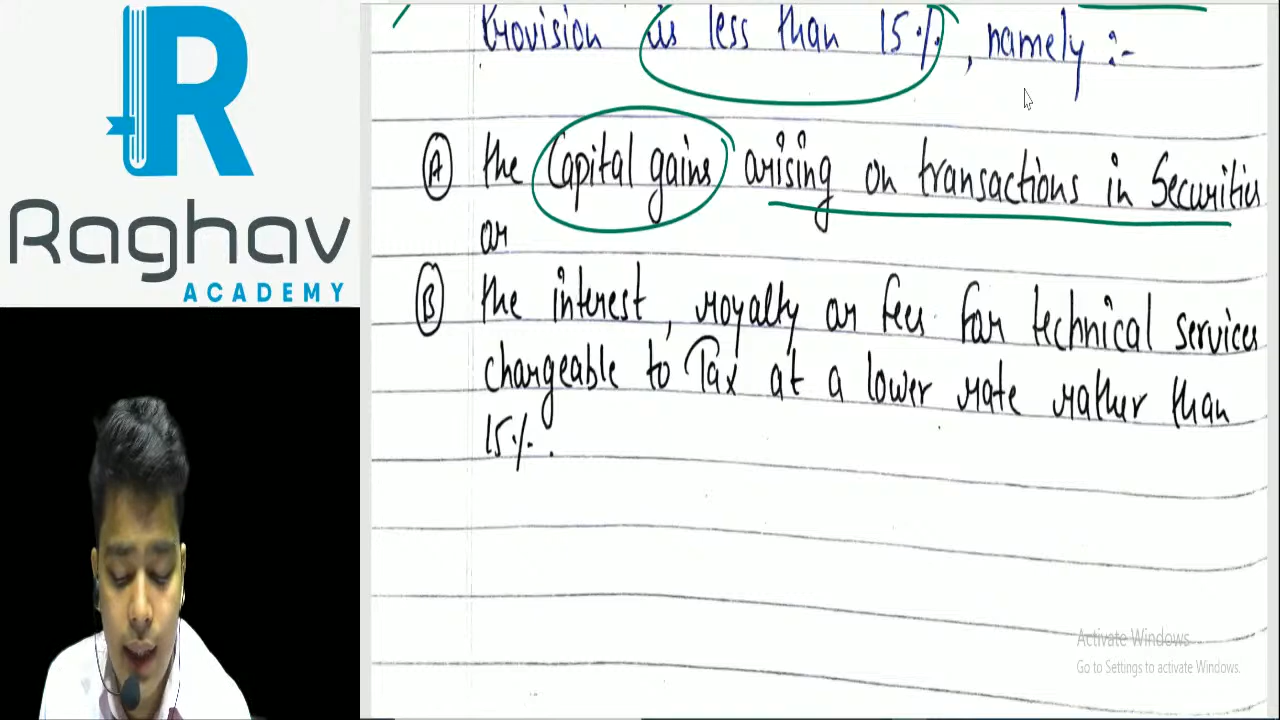 R
Raghav
ACADEMY
Provision is less than 15%, namely :-
Ⓐ the Capital gains arising on transactions in Securities
or
Ⓑ the interest, royalty or fees for technical services
chargeable to Tax at a lower rate rather than
15%.
Activate Windows
Go to Settings to activate Windows.